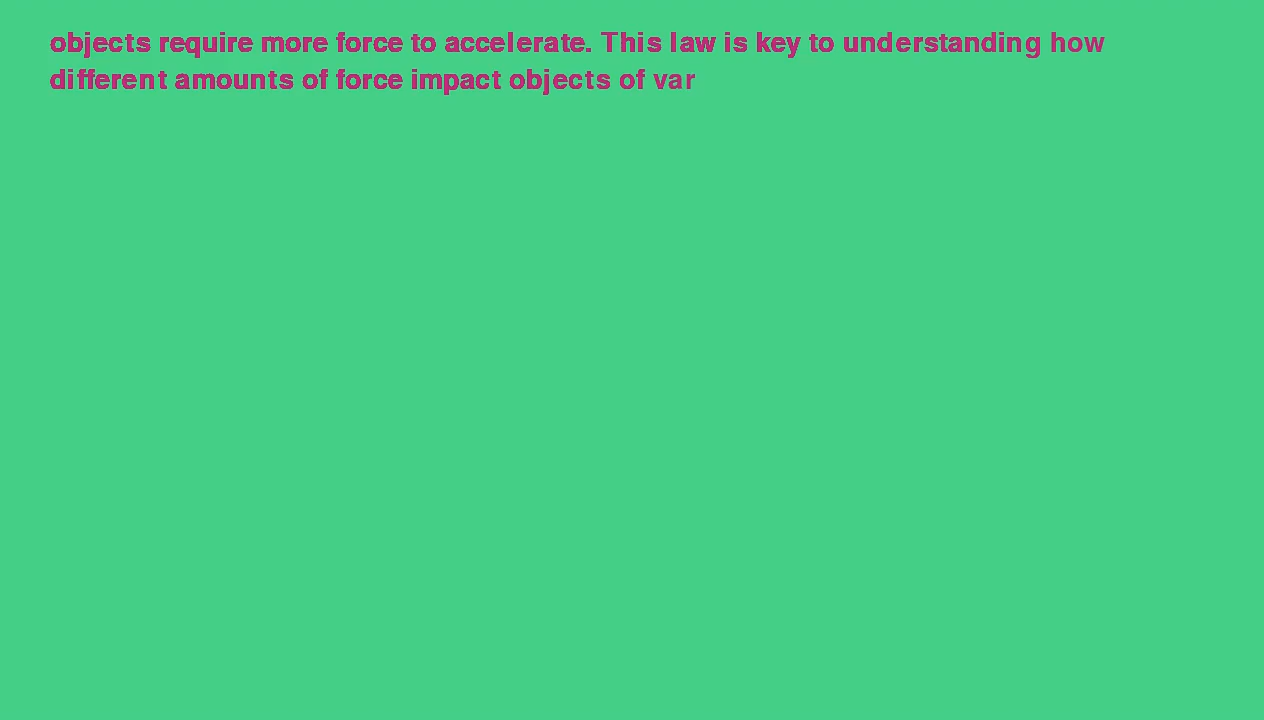 objects require more force to accelerate. This law is key to understanding how
different amounts of force impact objects of var